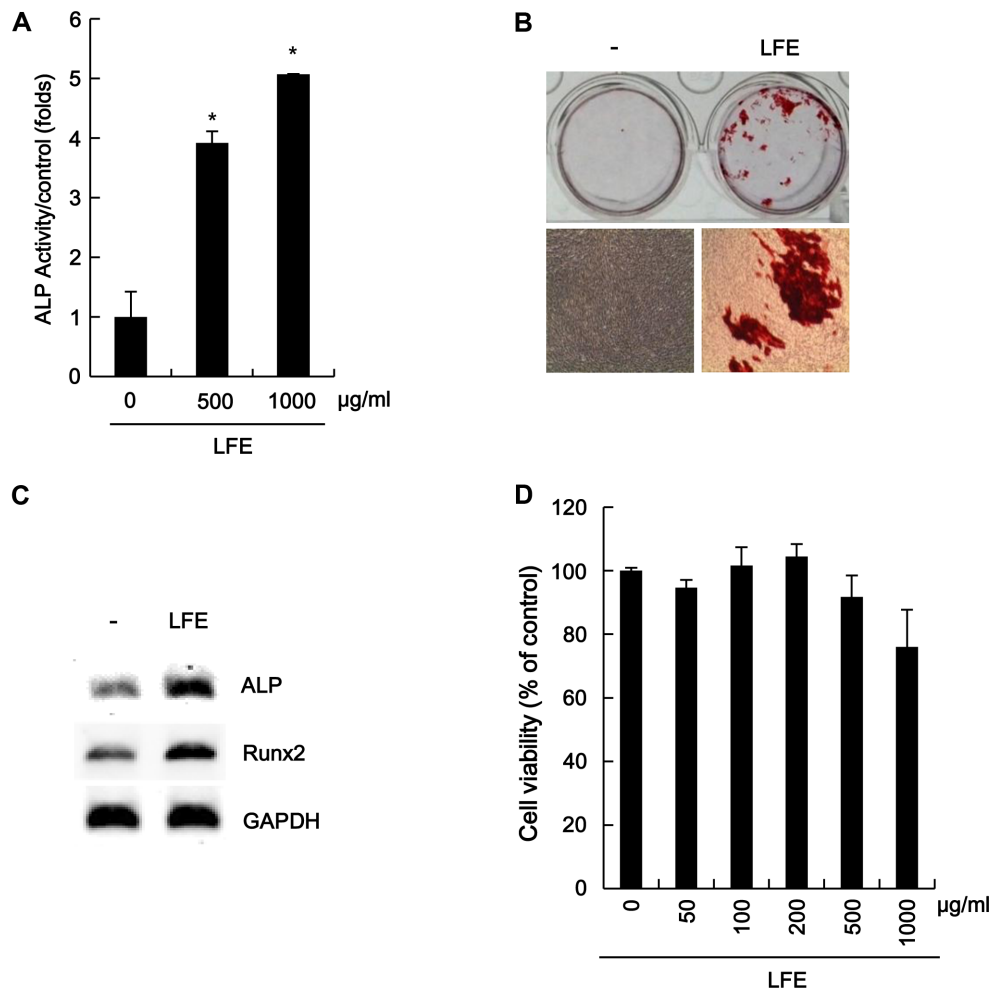 A
ALP Activity/control (folds)
6
5
4
3
2
1
0
*
*
0 500 1000 µg/ml
LFE
B
- LFE
C
- LFE
ALP
Runx2
GAPDH
D
Cell viability (% of control)
120
100
80
60
40
20
0
0 50 100 200 500 1000 µg/ml
LFE